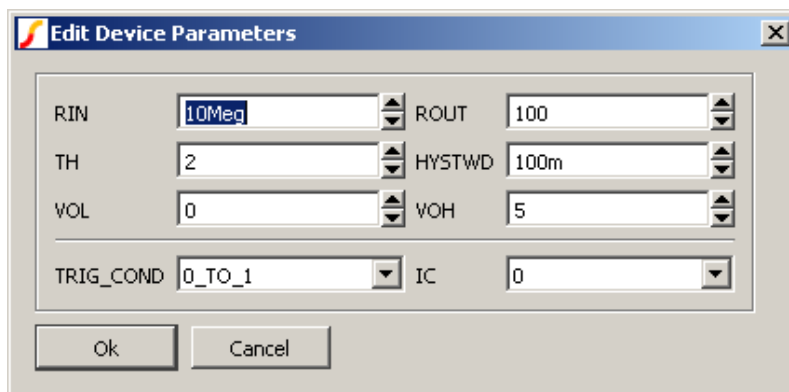 Edit Device Parameters
RIN 10Meg ROUT 100
TH 2 HYSTWD 100m
VOL 0 VOH 5
TRIG_COND 0_TO_1 IC 0
Ok Cancel